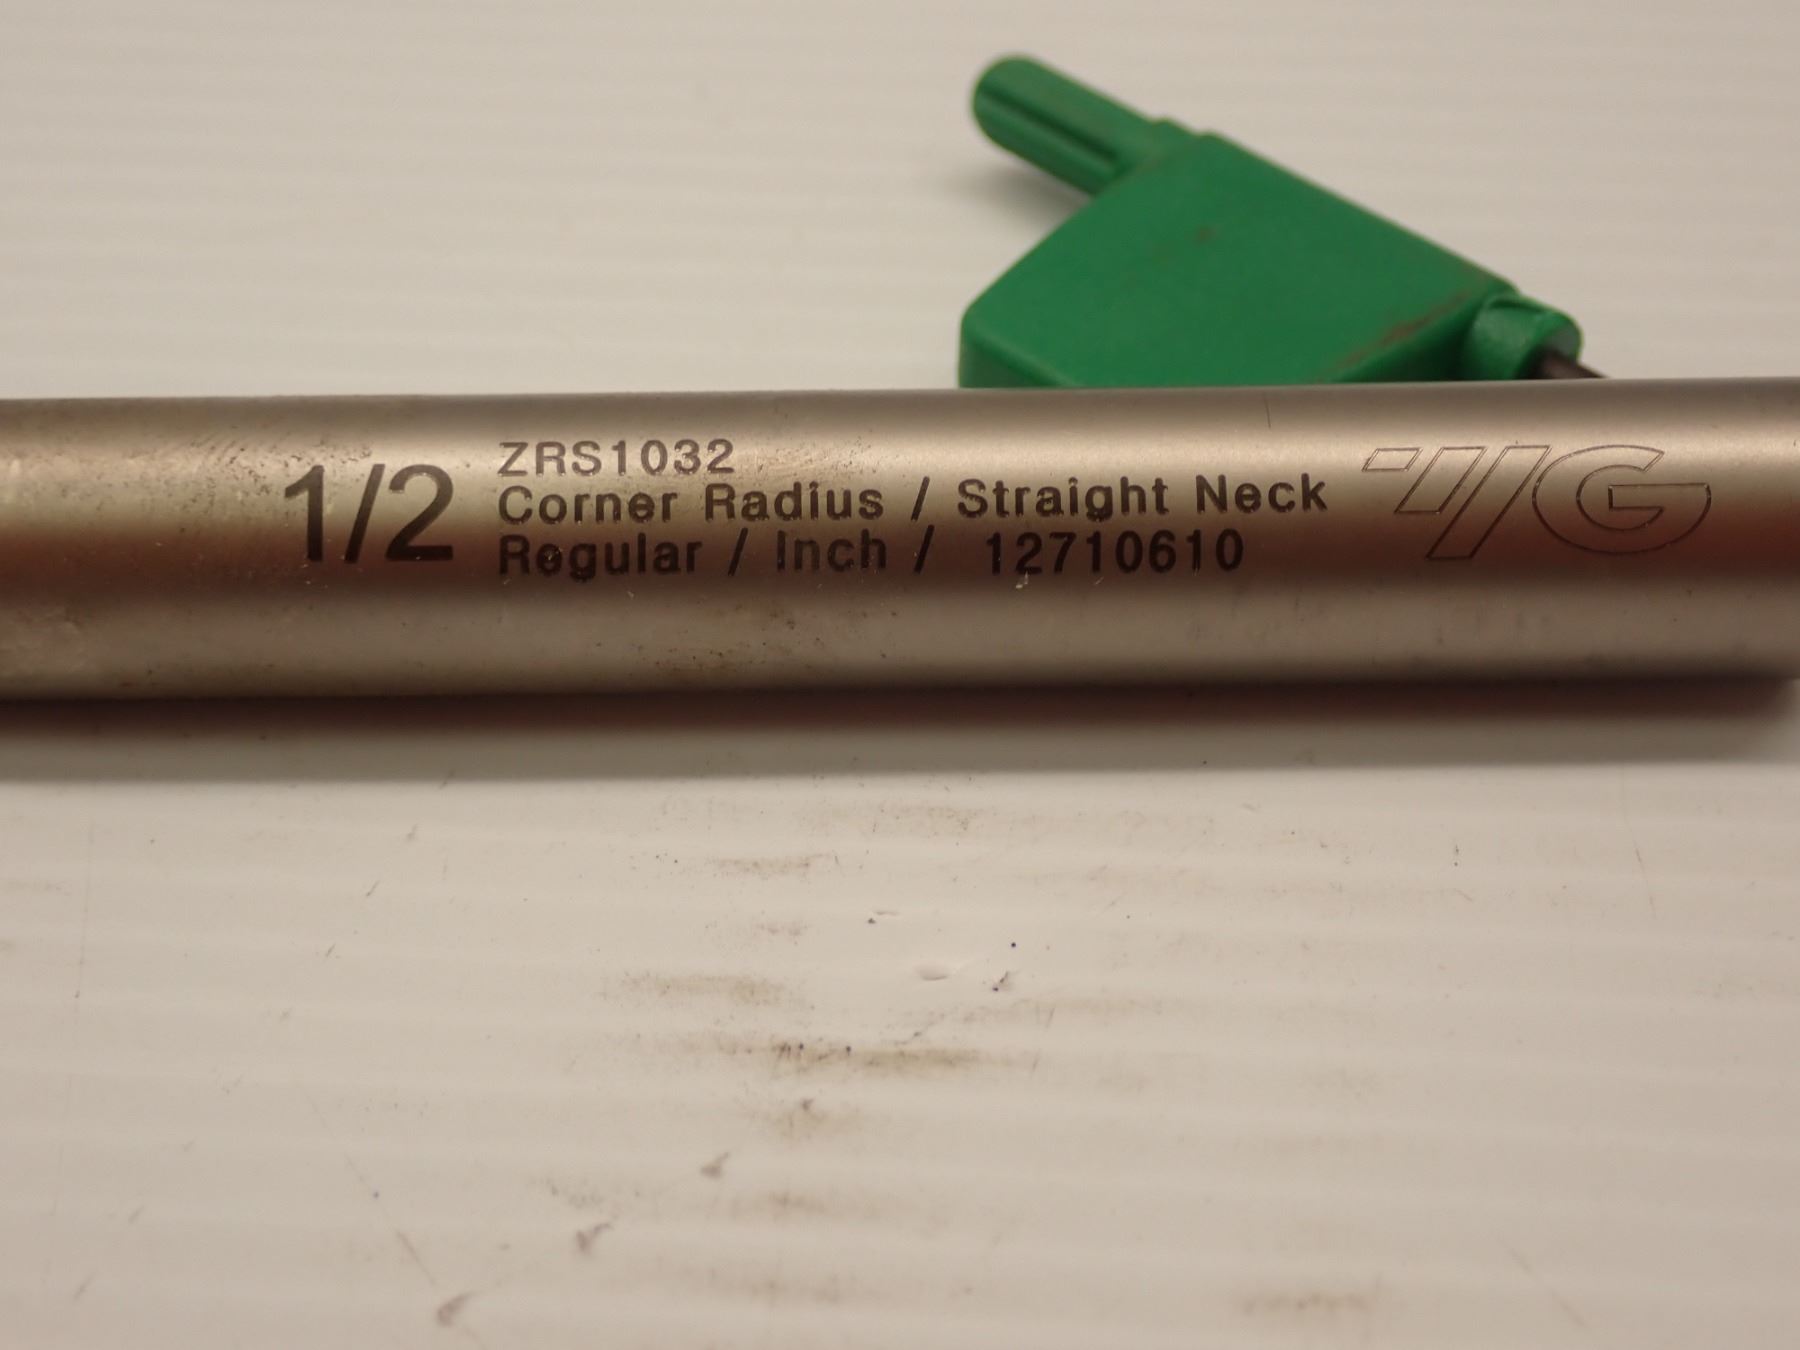 1/2
ZRS1032
Corner Radius / Straight Neck
Regular / Inch / 12710610
YG